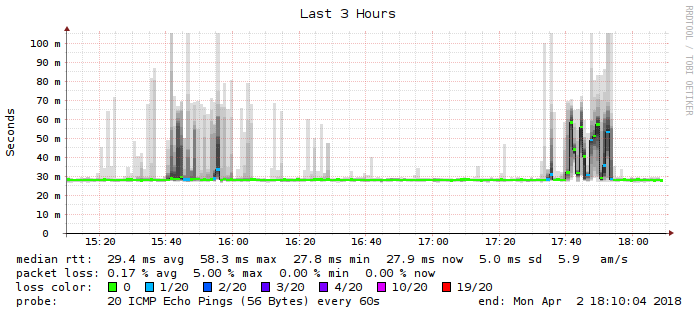 Last 3 Hours
RRDTOOL / TOBI OETIKER
Seconds
100 m
90 m
80 m
70 m
60 m
50 m
40 m
30 m
20 m
10 m
0
15:20 15:40 16:00 16:20 16:40 17:00 17:20 17:40 18:00
median rtt: 29.4 ms avg 58.3 ms max 27.8 ms min 27.9 ms now 5.0 ms sd 5.9 am/s
packet loss: 0.17 % avg 5.00 % max 0.00 % min 0.00 % now
loss color: 0 1/20 2/20 3/20 4/20 10/20 19/20
probe: 20 ICMP Echo Pings (56 Bytes) every 60s end: Mon Apr 2 18:10:04 2018